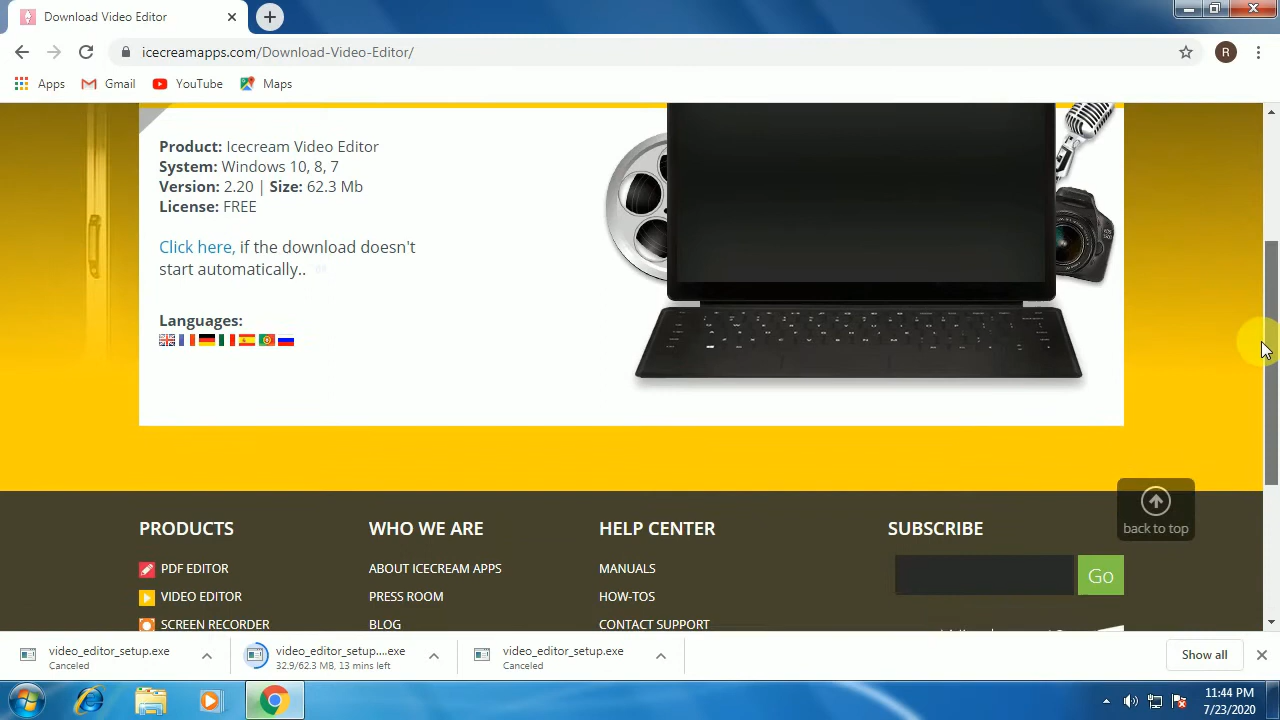 Download Video Editor
icecreamapps.com/Download-Video-Editor/
R
Apps Gmail YouTube Maps
Product: Icecream Video Editor
System: Windows 10, 8, 7
Version: 2.20 | Size: 62.3 Mb
License: FREE
Click here, if the download doesn't
start automatically..
Languages:
back to top
PRODUCTS WHO WE ARE HELP CENTER SUBSCRIBE
PDF EDITOR ABOUT ICECREAM APPS MANUALS Go
VIDEO EDITOR PRESS ROOM HOW-TOS
SCREEN RECORDER BLOG CONTACT SUPPORT
video_editor_setup.exe video_editor_setup....exe video_editor_setup.exe Show all
Canceled 32.9/62.3 MB, 13 mins left Canceled
11:44 PM
7/23/2020